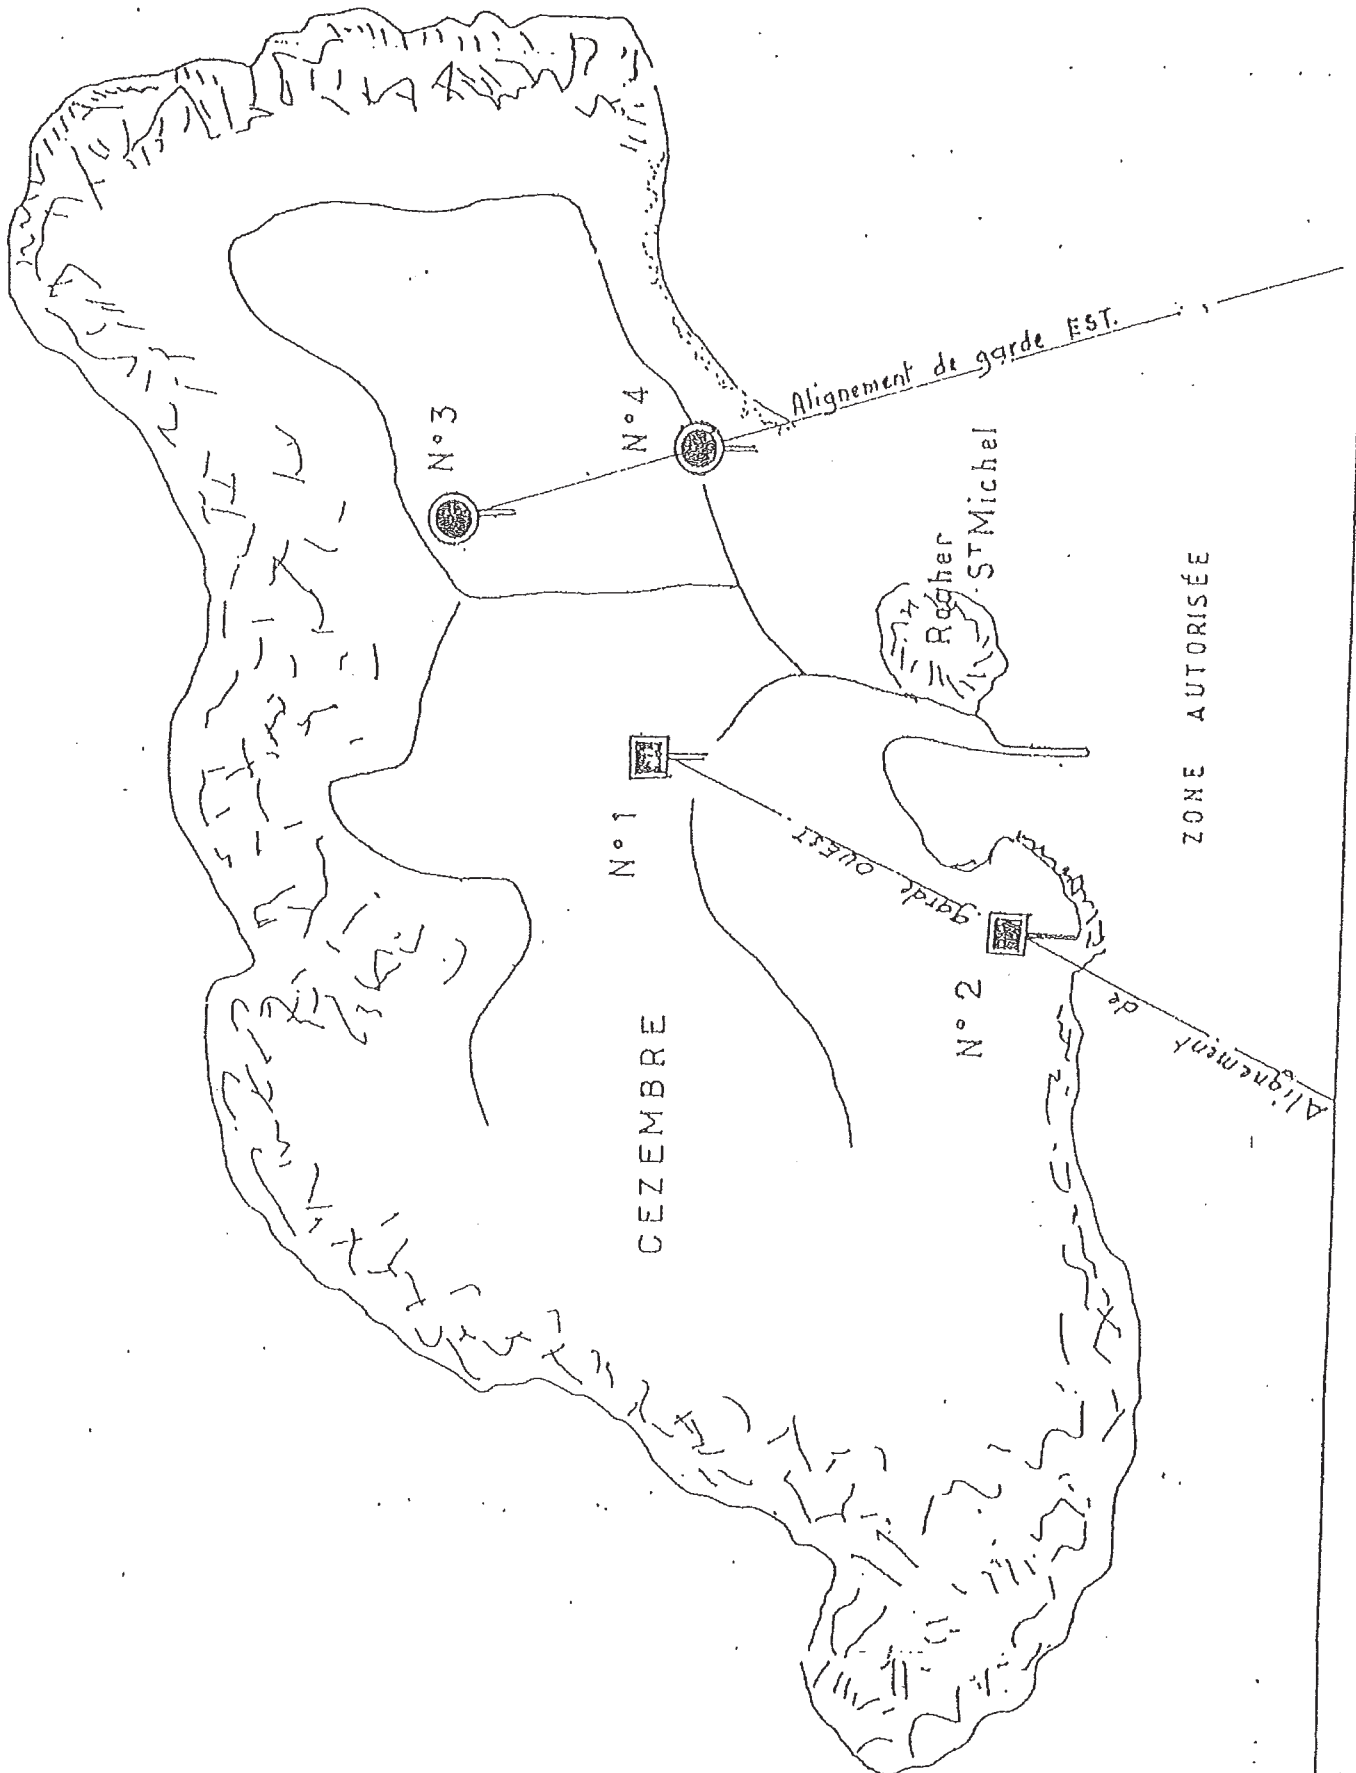 N° 3
N° 4
Alignement de garde EST.
Rocher
ST Michel
ZONE AUTORISÉE
N° 1
Alignement de garde OUEST
N° 2
CEZEMBRE